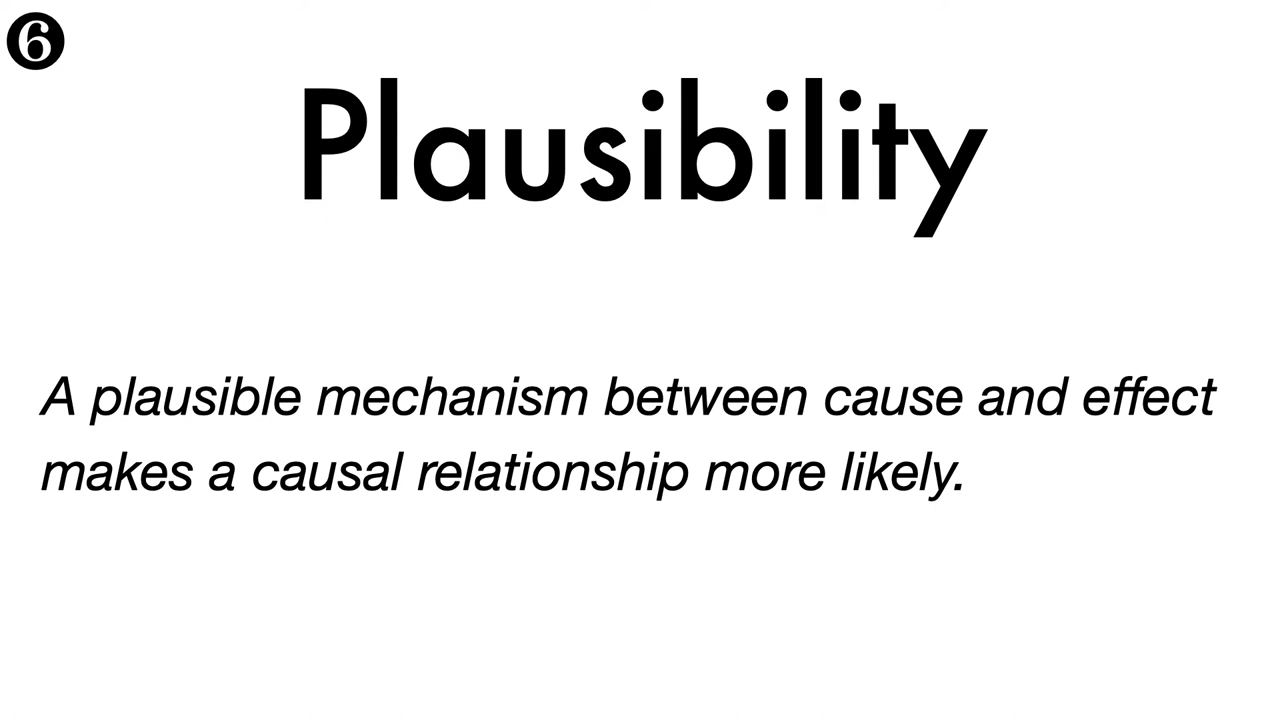 ❻
Plausibility
A plausible mechanism between cause and effect
makes a causal relationship more likely.